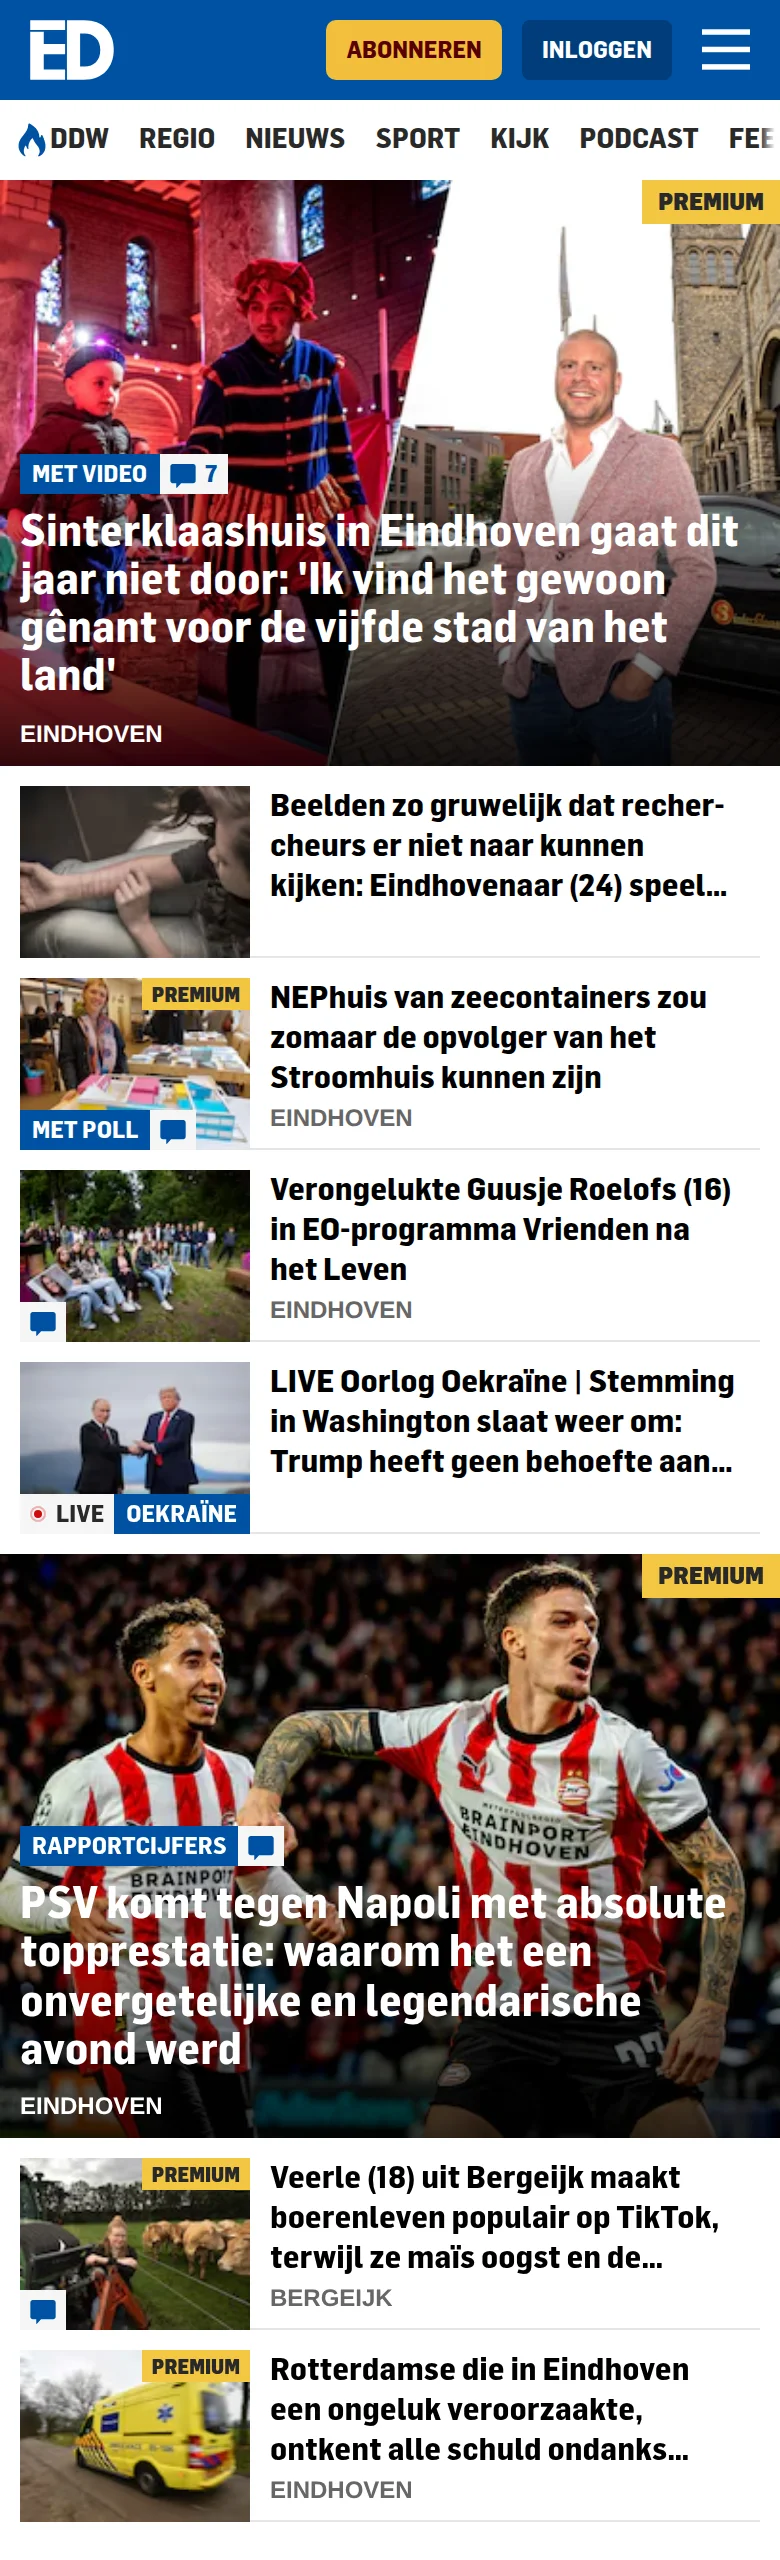 ED
ABONNEREN
INLOGGEN
DDW REGIO NIEUWS SPORT KIJK PODCAST FEE
PREMIUM
MET VIDEO 7
Sinterklaashuis in Eindhoven gaat dit
jaar niet door: 'Ik vind het gewoon
gênant voor de vijfde stad van het
land'
EINDHOVEN
Beelden zo gruwelijk dat recher-
cheurs er niet naar kunnen
kijken: Eindhovenaar (24) speel...
PREMIUM
MET POLL
NEPhuis van zeecontainers zou
zomaar de opvolger van het
Stroomhuis kunnen zijn
EINDHOVEN
Verongelukte Guusje Roelofs (16)
in EO-programma Vrienden na
het Leven
EINDHOVEN
LIVE OEKRAÏNE
LIVE Oorlog Oekraïne | Stemming
in Washington slaat weer om:
Trump heeft geen behoefte aan...
PREMIUM
BRAINPORT
EINDHOVEN
RAPPORTCIJFERS
BRAINPORT
PSV komt tegen Napoli met absolute
topprestatie: waarom het een
onvergetelijke en legendarische
avond werd
EINDHOVEN
PREMIUM
Veerle (18) uit Bergeijk maakt
boerenleven populair op TikTok,
terwijl ze maïs oogst en de...
BERGEIJK
PREMIUM
Rotterdamse die in Eindhoven
een ongeluk veroorzaakte,
ontkent alle schuld ondanks...
EINDHOVEN